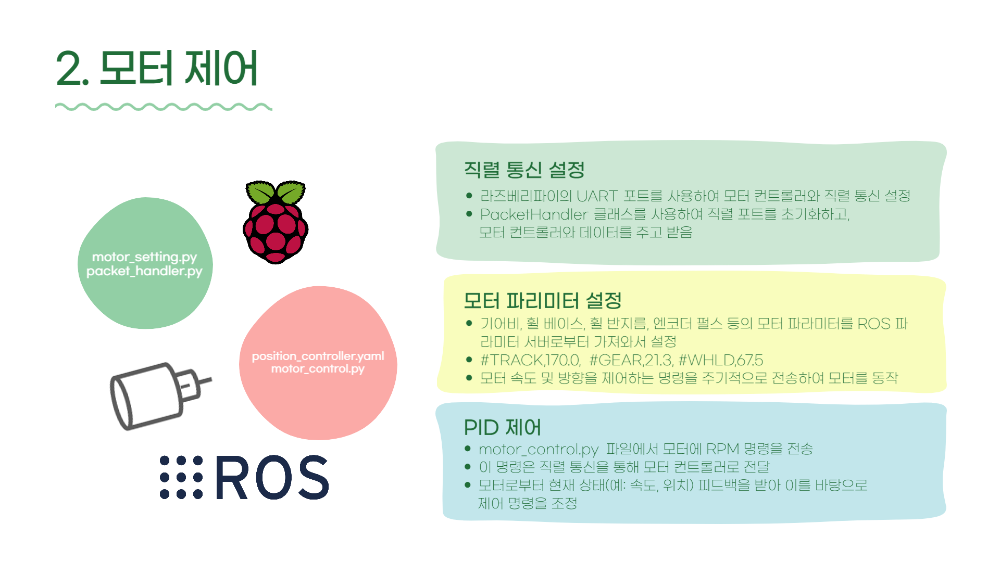 2. 모터 제어
motor_setting.py
packet_handler.py
position_controller.yaml
motor_control.py
ROS
직렬 통신 설정
• 라즈베리파이의 UART 포트를 사용하여 모터 컨트롤러와 직렬 통신 설정
• PacketHandler 클래스를 사용하여 직렬 포트를 초기화하고,
모터 컨트롤러와 데이터를 주고 받음
모터 파리미터 설정
• 기어비, 휠 베이스, 휠 반지름, 엔코더 펄스 등의 모터 파라미터를 ROS 파
라미터 서버로부터 가져와서 설정
• #TRACK,170.0, #GEAR,21.3, #WHLD,67.5
• 모터 속도 및 방향을 제어하는 명령을 주기적으로 전송하여 모터를 동작
PID 제어
• motor_control.py 파일에서 모터에 RPM 명령을 전송
• 이 명령은 직렬 통신을 통해 모터 컨트롤러로 전달
• 모터로부터 현재 상태(예: 속도, 위치) 피드백을 받아 이를 바탕으로
제어 명령을 조정